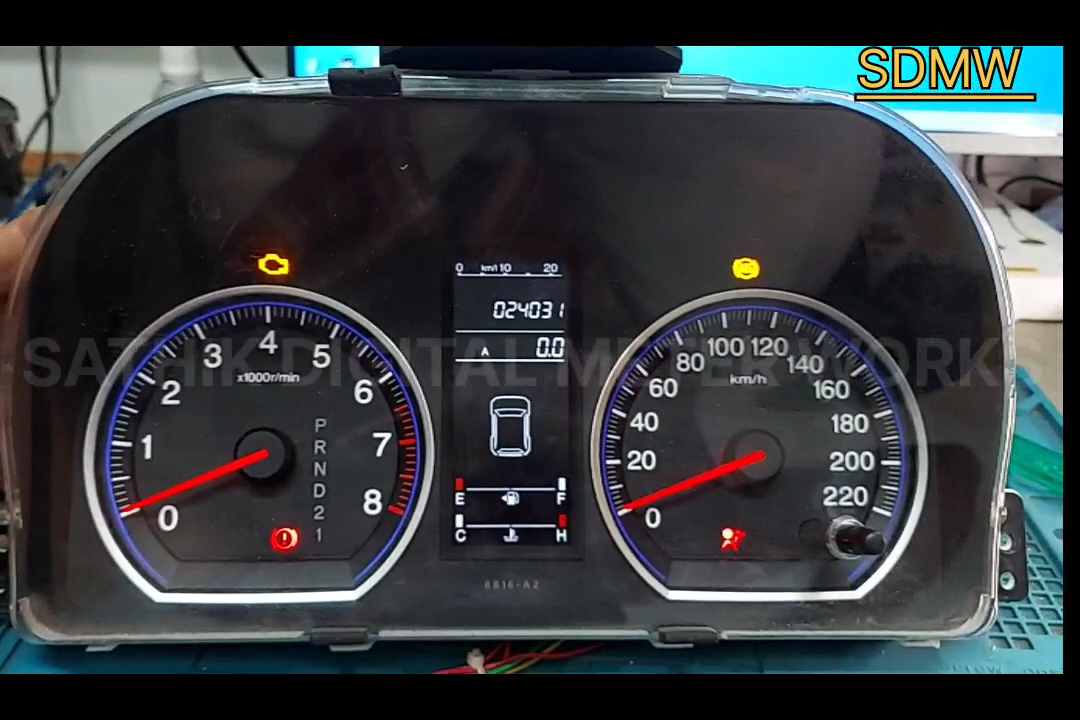 SDMW
0 km/l 10 20
024031
A 0.0
SATHIK DIGITAL METER WORKS
0 1 2 3 4 5 6 7 8
x1000r/min
P
R
N
D
2
1
0 20 40 60 80 100 120 140 160 180 200 220
km/h
E F
C H
8B16-A2